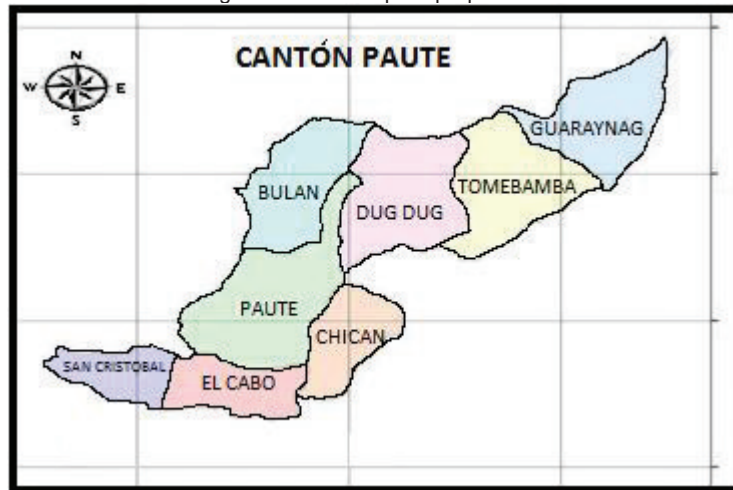 CANTÓN PAUTE
N
W E
S
GUARAYNAG
BULAN
TOMEBAMBA
DUG DUG
PAUTE
CHICAN
SAN CRISTOBAL
EL CABO